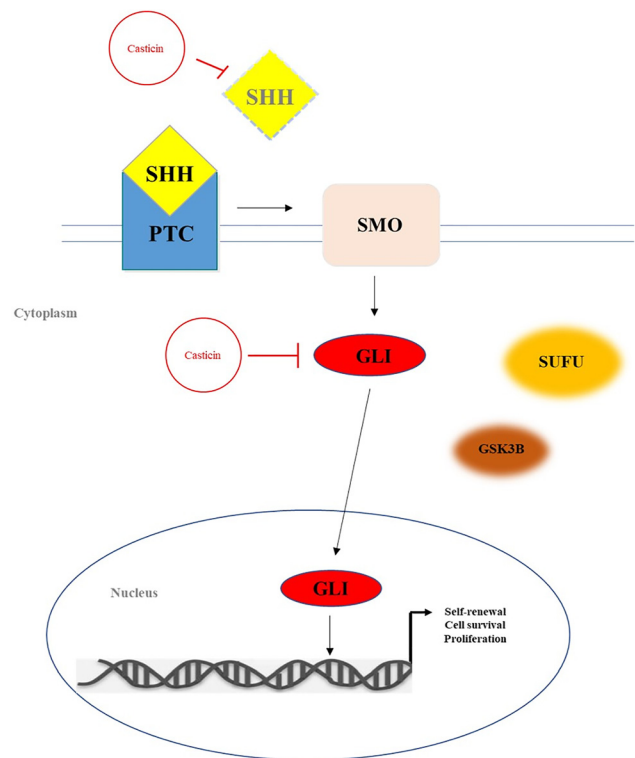 Casticin
SHH
SHH
PTC
SMO
Cytoplasm
Casticin
GLI
SUFU
GSK3B
Nucleus
GLI
Self-renewal
Cell survival
Proliferation